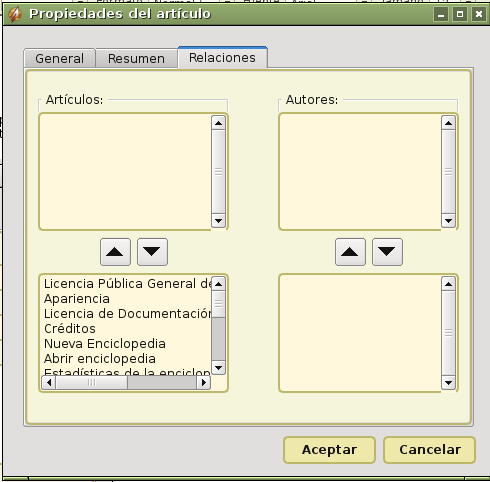 Propiedades del artículo
General
Resumen
Relaciones
Artículos:
Autores:
Licencia Pública General de
Apariencia
Licencia de Documentación
Créditos
Nueva Enciclopedia
Abrir enciclopedia
Estadísticas de la enciclop
Aceptar
Cancelar